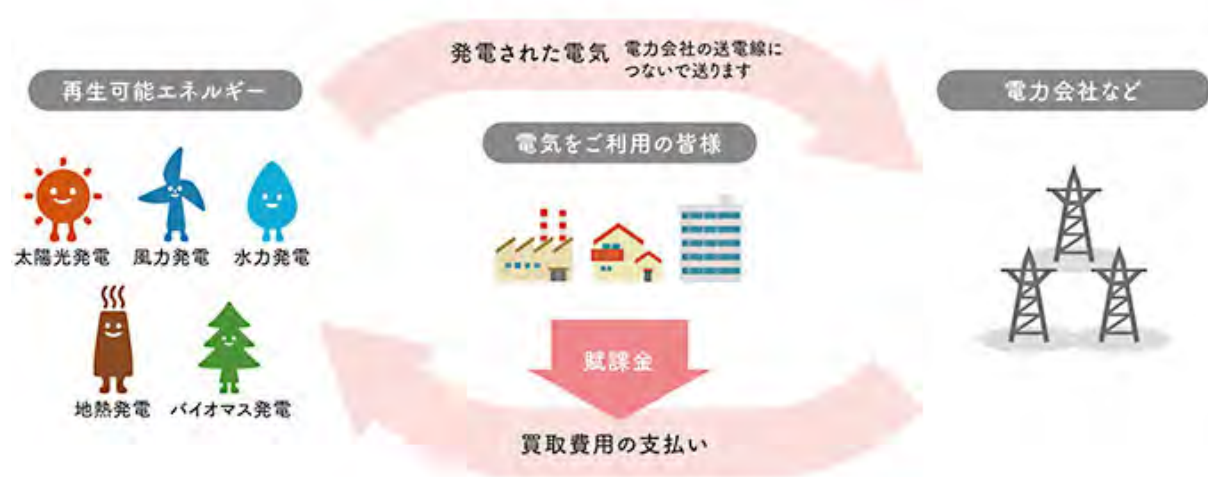 発電された電気 電力会社の送電線に
つないで送ります
再生可能エネルギー
電力会社など
電気をご利用の皆様
太陽光発電 風力発電 水力発電
地熱発電 バイオマス発電
賦課金
買取費用の支払い